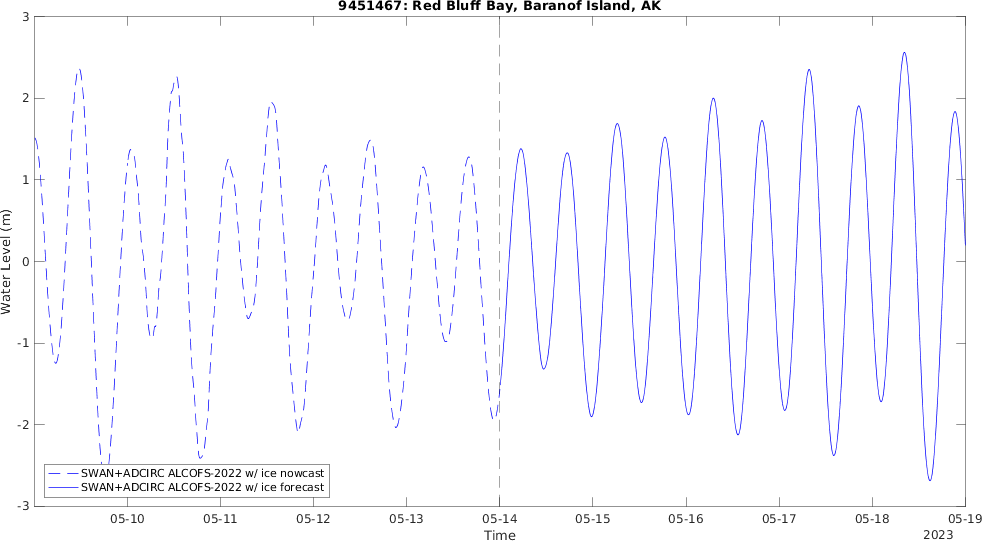 9451467: Red Bluff Bay, Baranof Island, AK
3
2
1
0
-1
-2
-3
Water Level (m)
SWAN+ADCIRC ALCOFS-2022 w/ ice nowcast
SWAN+ADCIRC ALCOFS-2022 w/ ice forecast
05-10 05-11 05-12 05-13 05-14 05-15 05-16 05-17 05-18 05-19
Time
2023